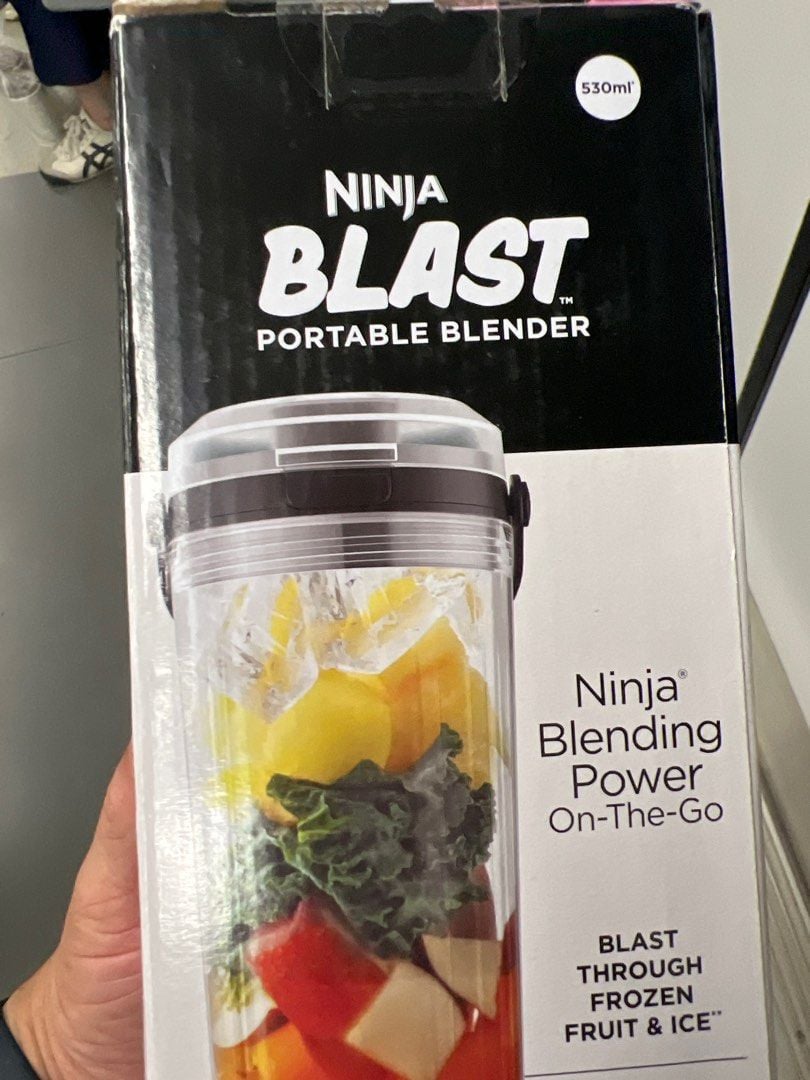 530ml*
NINJA
BLAST™
PORTABLE BLENDER
Ninja®
Blending
Power
On-The-Go
BLAST
THROUGH
FROZEN
FRUIT & ICE**